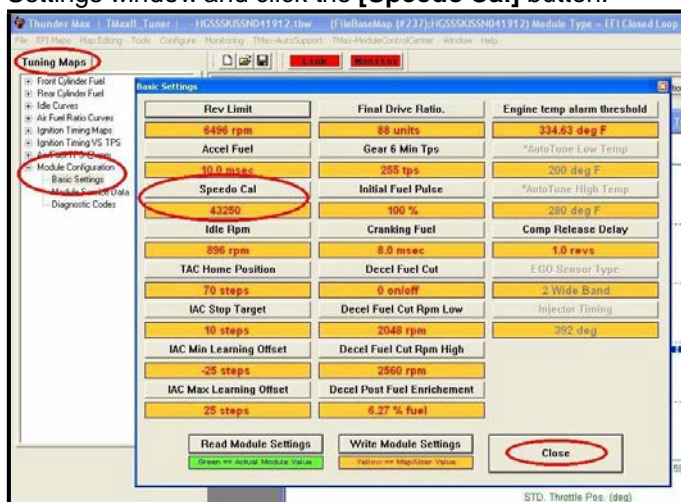 Settings window and click the [Speedo Cal] button.
Thunder Max | TMaxII_Tuner | -HGSSSKISSN041912.tbw (FileBaseMap (#237);HGSSSKISSN041912) Module Type = EFI Closed Loop
File EFI Maps Map Editing Tools Configure Monitoring TMax-AutoSupport TMax-ModuleControlCenter Window Help
Tuning Maps
Link
Monitor
Front Cylinder Fuel
Rear Cylinder Fuel
Idle Curves
Air Fuel Ratio Curves
Ignition Timing Maps
Ignition Timing VS TPS
Module Configuration
Basic Settings
Module Service Data
Diagnostic Codes
Basic Settings
Rev Limit
6496 rpm
Accel Fuel
10.0 msec
Speedo Cal
43250
Idle Rpm
896 rpm
TAC Home Position
70 steps
IAC Stop Target
10 steps
IAC Min Learning Offset
-25 steps
IAC Max Learning Offset
25 steps
Final Drive Ratio.
88 units
Gear 6 Min Tps
255 tps
Initial Fuel Pulse
100 %
Cranking Fuel
8.0 msec
Decel Fuel Cut
0 on/off
Decel Fuel Cut Rpm Low
2048 rpm
Decel Fuel Cut Rpm High
2560 rpm
Decel Post Fuel Enrichement
6.27 % fuel
Engine temp alarm threshold
334.63 deg F
*AutoTune Low Temp
200 deg F
*AutoTune High Temp
280 deg F
Comp Release Delay
1.0 revs
EGO Sensor Type
2 Wide Band
Injector Timing
392 deg
Read Module Settings
Write Module Settings
Close
Green == Actual Module Value
Yellow == Map/User Value
STD. Throttle Pos. (deg)